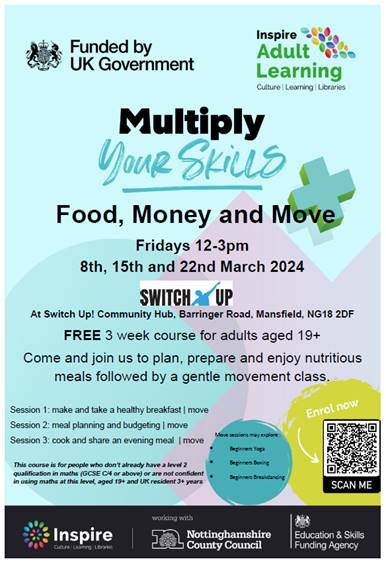 Funded by
UK Government
Inspire
Adult
Learning
Culture | Learning | Libraries
Multiply
Your Skills
Food, Money and Move
Fridays 12-3pm
8th, 15th and 22nd March 2024
SWITCH UP
At Switch Up! Community Hub, Barringer Road, Mansfield, NG18 2DF
FREE 3 week course for adults aged 19+
Come and join us to plan, prepare and enjoy nutritious
meals followed by a gentle movement class.
Session 1: make and take a healthy breakfast | move
Session 2: meal planning and budgeting | move
Session 3: cook and share an evening meal | move
This course is for people who don't already have a level 2
qualification in maths (GSCE C/4 or above) or are not confident
in using maths at this level, aged 19+ and UK resident 3+ years.
Move sessions may explore:
• Beginners Yoga
• Beginners Boxing
• Beginners Breakdancing
Enrol now
SCAN ME
Inspire
Culture | Learning | Libraries
working with
Nottinghamshire
County Council
Education & Skills
Funding Agency